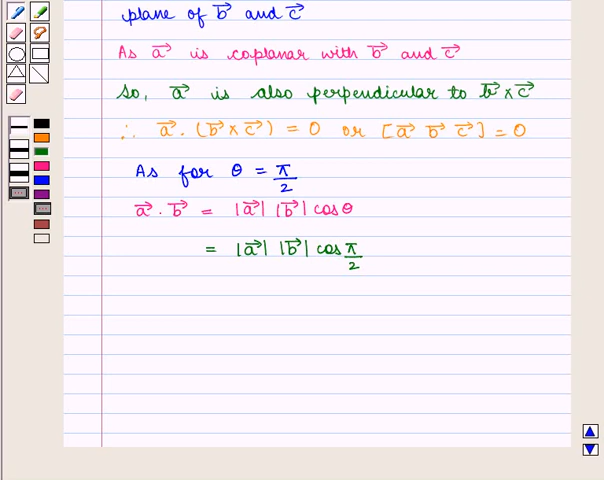 plane of b⃗ and c⃗
As a⃗ is coplanar with b⃗ and c⃗
So, a⃗ is also perpendicular to b⃗ × c⃗
∴ a⃗ . (b⃗ × c⃗) = 0 or [a⃗ b⃗ c⃗] = 0
As for θ = π/2
a⃗ . b⃗ = |a⃗| |b⃗| cos θ
= |a⃗| |b⃗| cos π/2